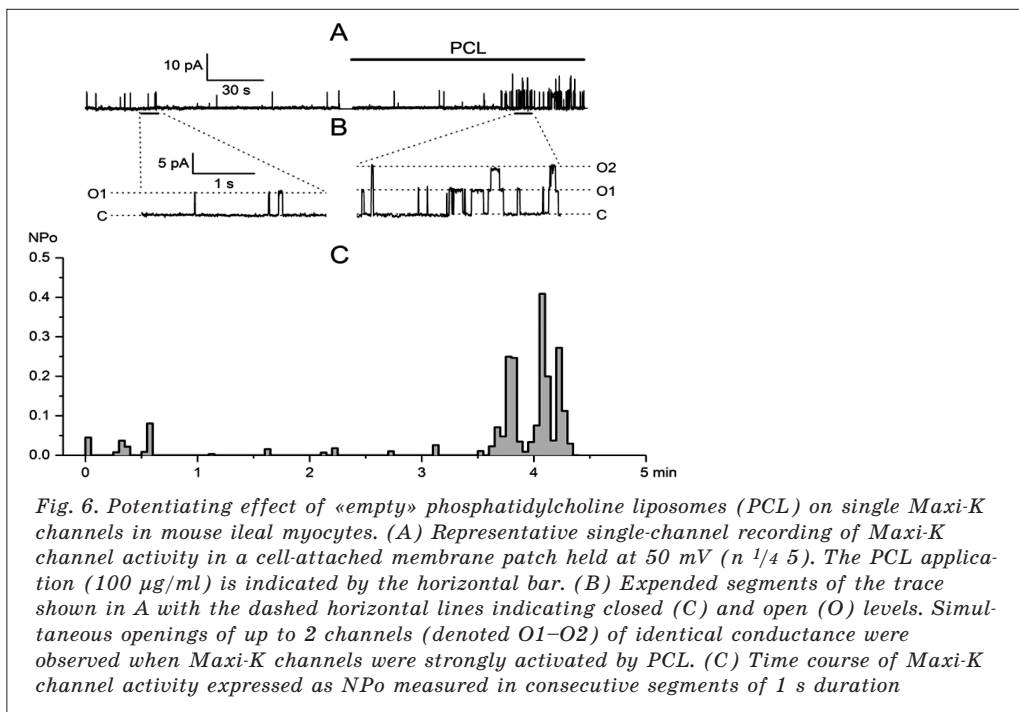 A
PCL
10 pA
30 s
B
5 pA
1 s
O1
C
O2
O1
C
NPo
C
0.5
0.4
0.3
0.2
0.1
0.0
0 1 2 3 4 5 min
Fig. 6. Potentiating effect of «empty» phosphatidylcholine liposomes (PCL) on single Maxi-K
channels in mouse ileal myocytes. (A) Representative single-channel recording of Maxi-K
channel activity in a cell-attached membrane patch held at 50 mV (n 1/4 5). The PCL applica-
tion (100 µg/ml) is indicated by the horizontal bar. (B) Expended segments of the trace
shown in A with the dashed horizontal lines indicating closed (C) and open (O) levels. Simul-
taneous openings of up to 2 channels (denoted O1–O2) of identical conductance were
observed when Maxi-K channels were strongly activated by PCL. (C) Time course of Maxi-K
channel activity expressed as NPo measured in consecutive segments of 1 s duration